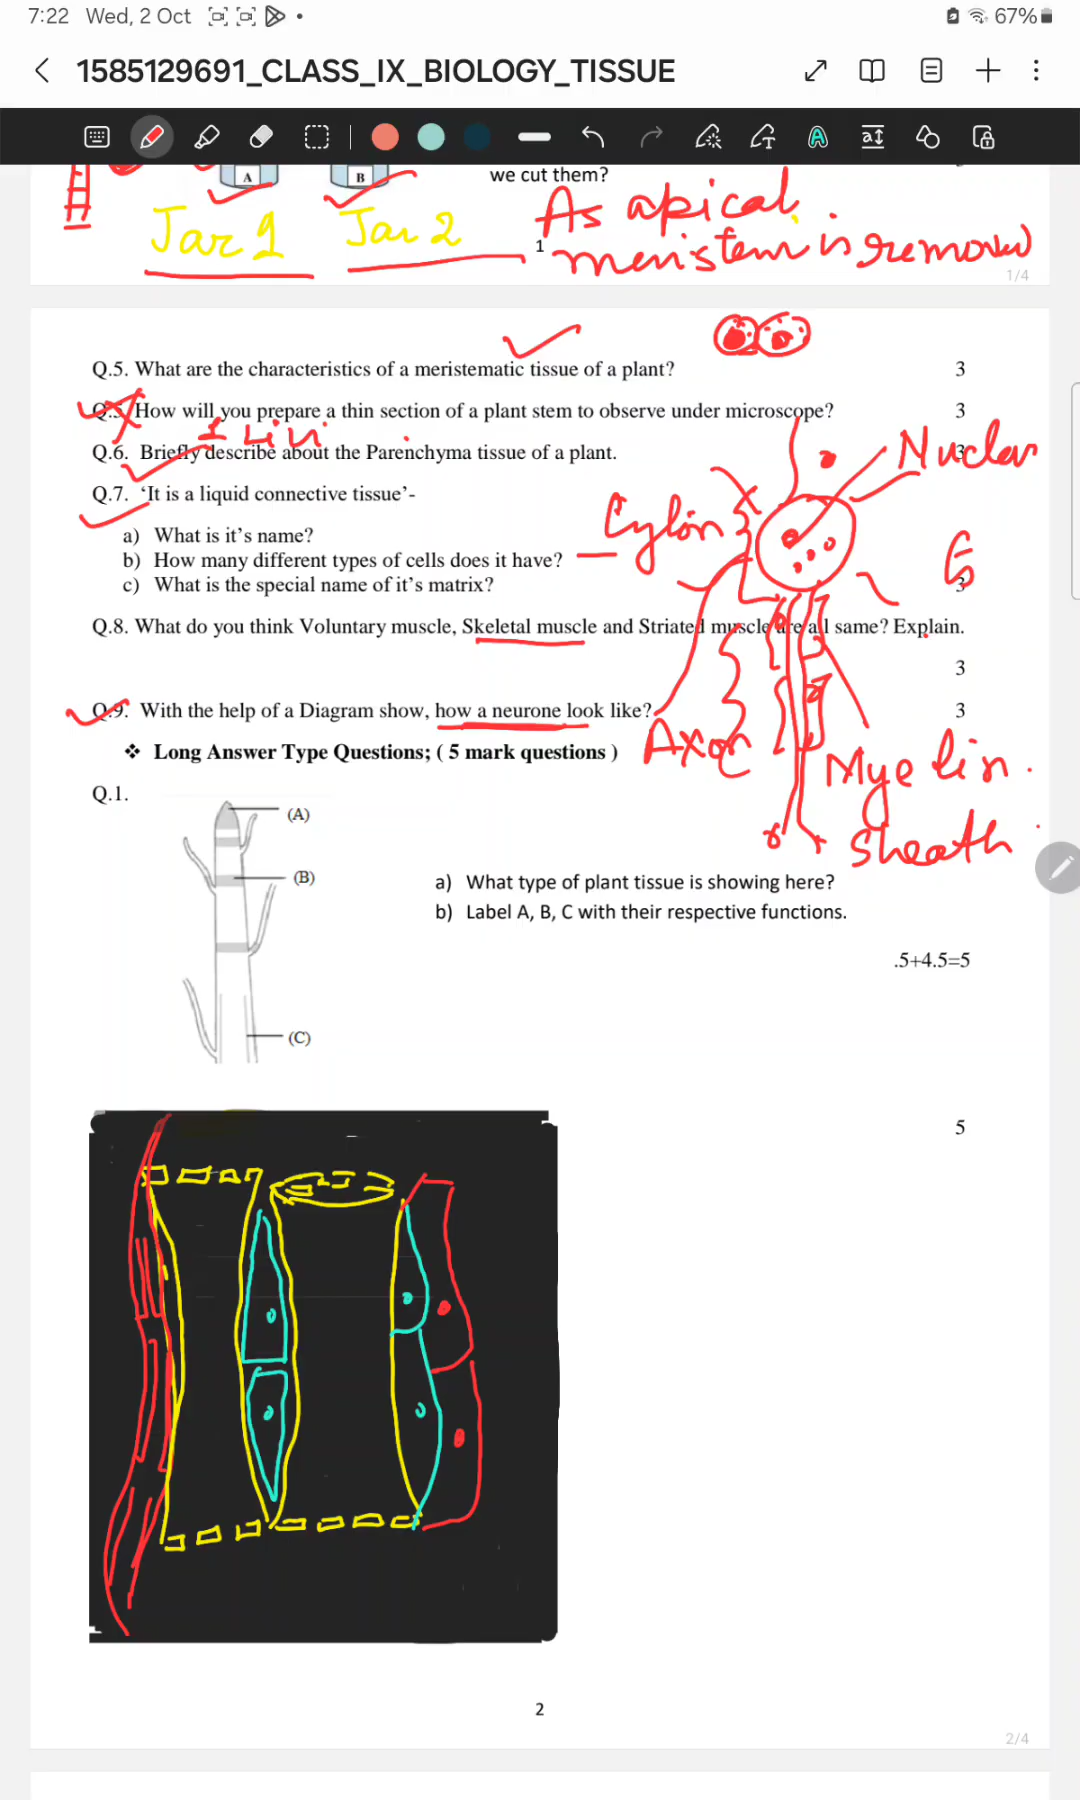 7:22 Wed, 2 Oct
67%
1585129691_CLASS_IX_BIOLOGY_TISSUE
A
B
we cut them?
Jar 1
Jar 2
As apical
meristem is removed
1
1/4
Q.5. What are the characteristics of a meristematic tissue of a plant? 3
Q.5. How will you prepare a thin section of a plant stem to observe under microscope? 3
Q.6. Briefly describe about the Parenchyma tissue of a plant. 3
Nuclear
Q.7. ‘It is a liquid connective tissue’-
a) What is it’s name?
b) How many different types of cells does it have?
c) What is the special name of it’s matrix? 3
Q.8. What do you think Voluntary muscle, Skeletal muscle and Striated muscle are all same? Explain.
3
Q.9. With the help of a Diagram show, how a neurone look like? 3
Axon
Myelin
sheath
❖ Long Answer Type Questions; ( 5 mark questions )
Q.1.
(A)
(B)
(C)
a) What type of plant tissue is showing here?
b) Label A, B, C with their respective functions.
.5+4.5=5
5
2
2/4